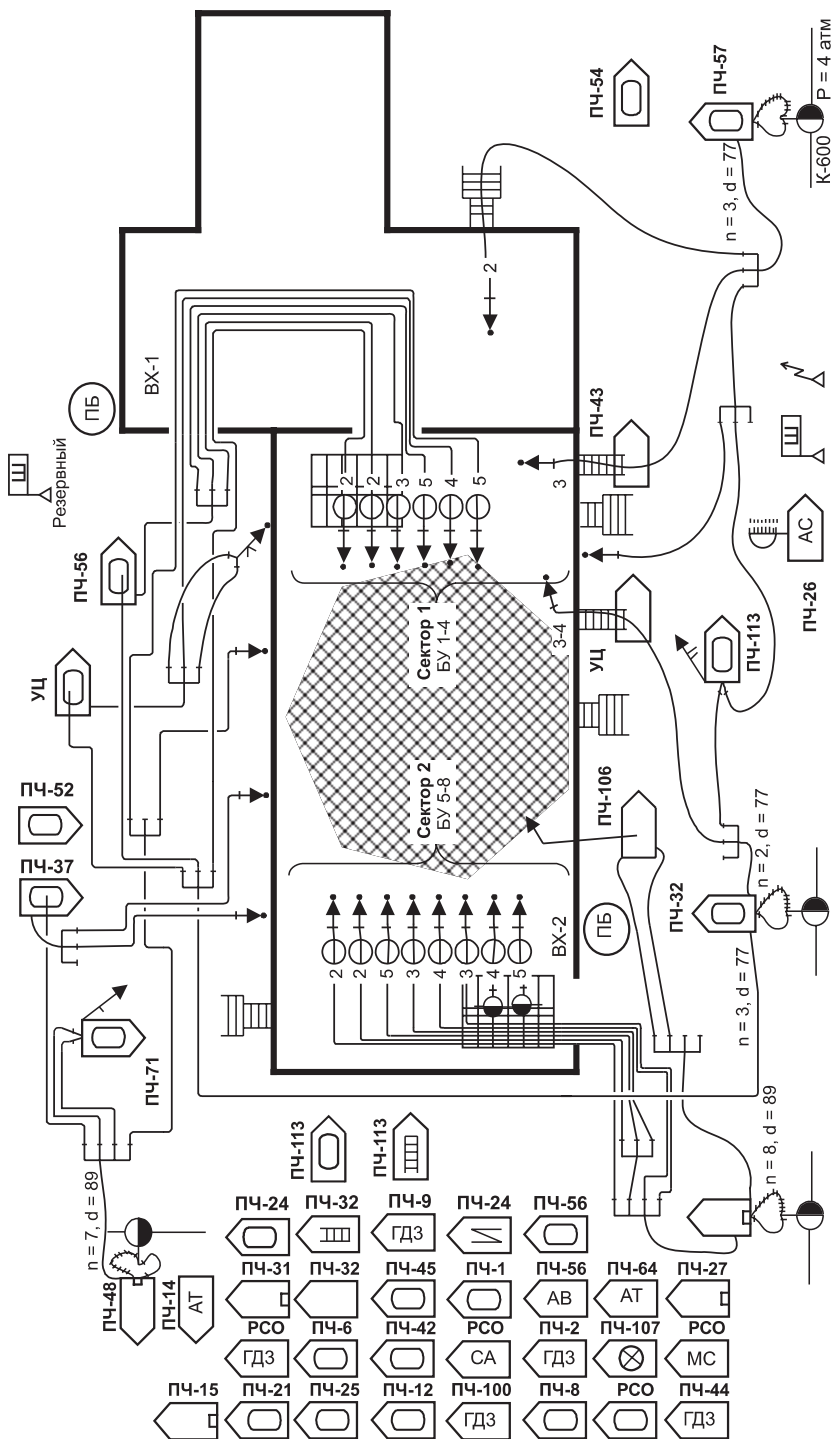 ПЧ-54
ПЧ-57
Р = 4 атм
К-600
n = 3, d = 77
2
ВХ-1
ПБ
Ш
Резервный
ПЧ-43
3
Ш
ПЧ-56
2
2
3
5
4
5
АС
ПЧ-26
Сектор 1
БУ 1-4
3-4
УЦ
ПЧ-113
УЦ
ПЧ-52
ПЧ-37
Сектор 2
БУ 5-8
ПЧ-106
n = 2, d = 77
ПЧ-32
ВХ-2
ПБ
2
2
5
3
4
3
4
5
n = 3, d = 77
ПЧ-71
n = 8, d = 89
n = 7, d = 89
ПЧ-48
ПЧ-14
АТ
ПЧ-113
ПЧ-113
ПЧ-24 ПЧ-32 ПЧ-9 ПЧ-24 ПЧ-56
ГДЗ
ПЧ-31 ПЧ-32 ПЧ-45 ПЧ-1 ПЧ-56 ПЧ-64 ПЧ-27
АВ АТ
РСО ПЧ-6 ПЧ-42 РСО ПЧ-2 ПЧ-107 РСО
ГДЗ СА ГДЗ МС
ПЧ-15 ПЧ-21 ПЧ-25 ПЧ-12 ПЧ-100 ПЧ-8 РСО ПЧ-44
ГДЗ ГДЗ